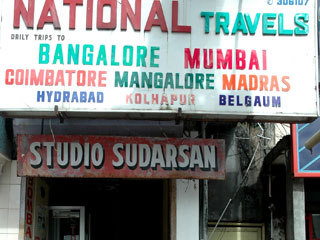 NATIONAL TRAVELS
DAILY TRIPS TO
BANGALORE MUMBAI
COIMBATORE MANGALORE MADRAS
HYDRABAD KOLHAPUR BELGAUM
STUDIO SUDARSAN